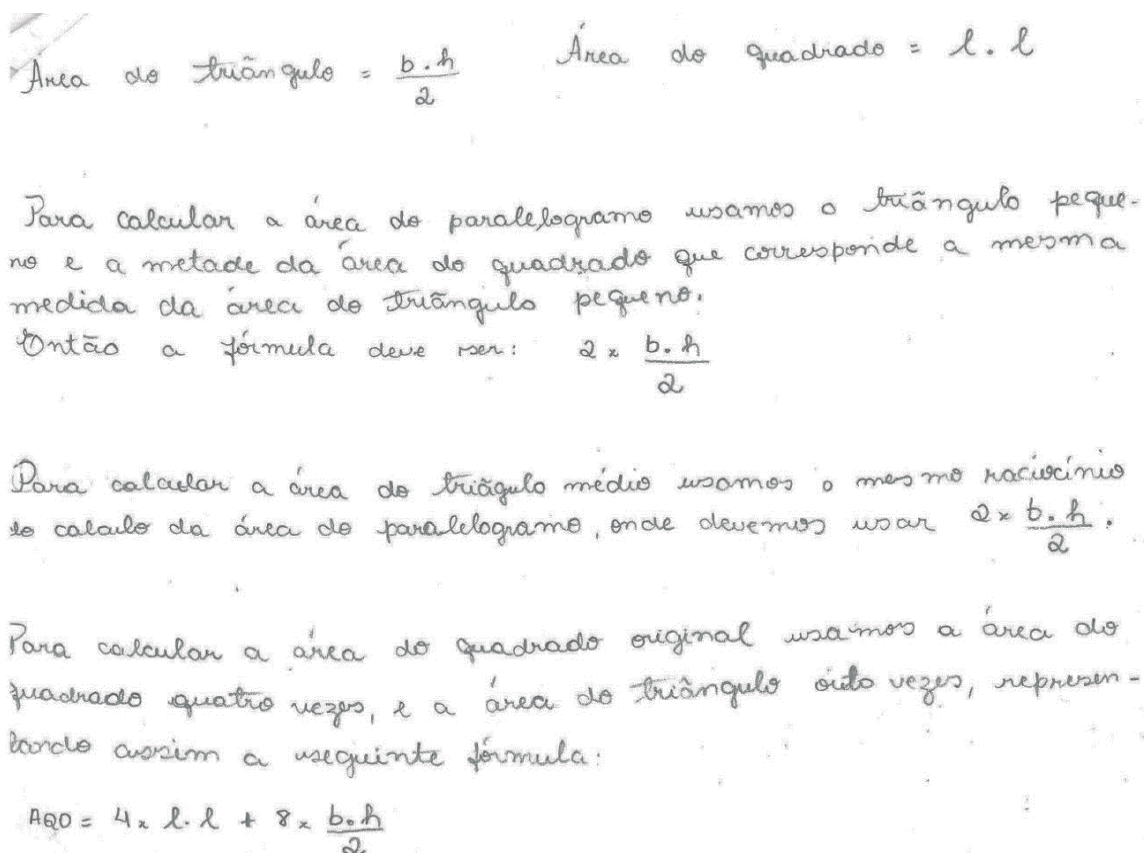 Área do triângulo = b.h/2    Área do quadrado = l.l
Para calcular a área do paralelogramo usamos o triângulo peque-
no e a metade da área do quadrado que corresponde a mesma
medida da área do triângulo pequeno.
Então a fórmula deve ser: 2 x b.h/2
Para calcular a área do triãgulo médio usamos o mesmo raciocínio
do calculo da área do paralelogramo, onde devemos usar 2 x b.h/2.
Para calcular a área do quadrado original usamos a área do
quadrado quatro vezes, e a área do triângulo oito vezes, represen-
tando assim a seguinte fórmula:
AQO = 4 x l.l + 8 x b.h/2